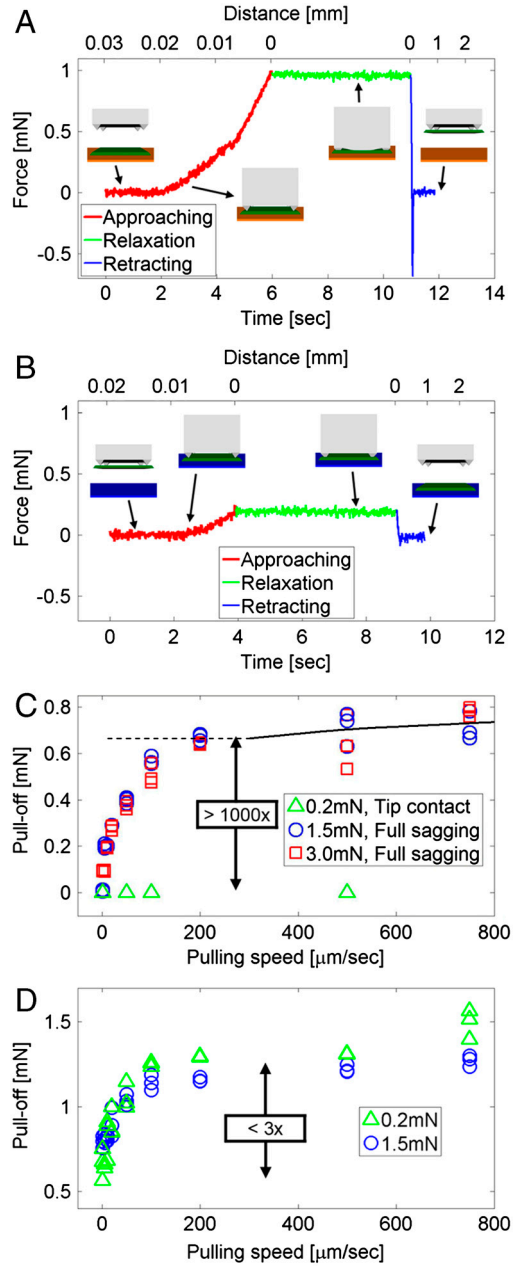 A
Distance [mm]
0.03 0.02 0.01 0 0 1 2
1
0.5
0
-0.5
Force [mN]
Approaching
Relaxation
Retracting
0 2 4 6 8 10 12 14
Time [sec]
B
Distance [mm]
0.02 0.01 0 0 1 2
1
0.5
0
-0.5
Force [mN]
Approaching
Relaxation
Retracting
0 2 4 6 8 10 12 14
Time [sec]
C
0.8
0.6
0.4
0.2
0
Pull-off [mN]
> 1000x
0.2mN, Tip contact
1.5mN, Full sagging
3.0mN, Full sagging
0 200 400 600 800
Pulling speed [μm/sec]
D
1.5
1
0.5
Pull-off [mN]
< 3x
0.2mN
1.5mN
0 200 400 600 800
Pulling speed [μm/sec]